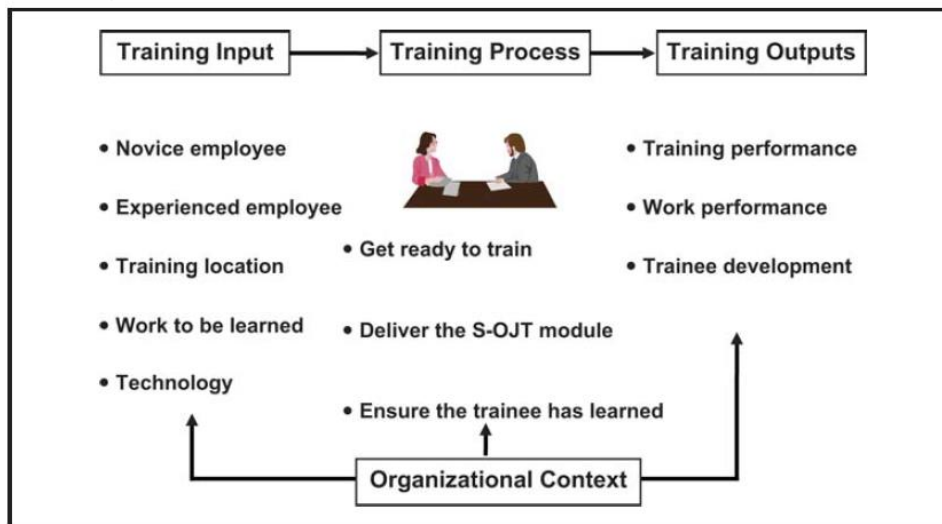 Training Input
Training Process
Training Outputs
• Novice employee
• Experienced employee
• Training location
• Work to be learned
• Technology
• Get ready to train
• Deliver the S-OJT module
• Ensure the trainee has learned
• Training performance
• Work performance
• Trainee development
Organizational Context